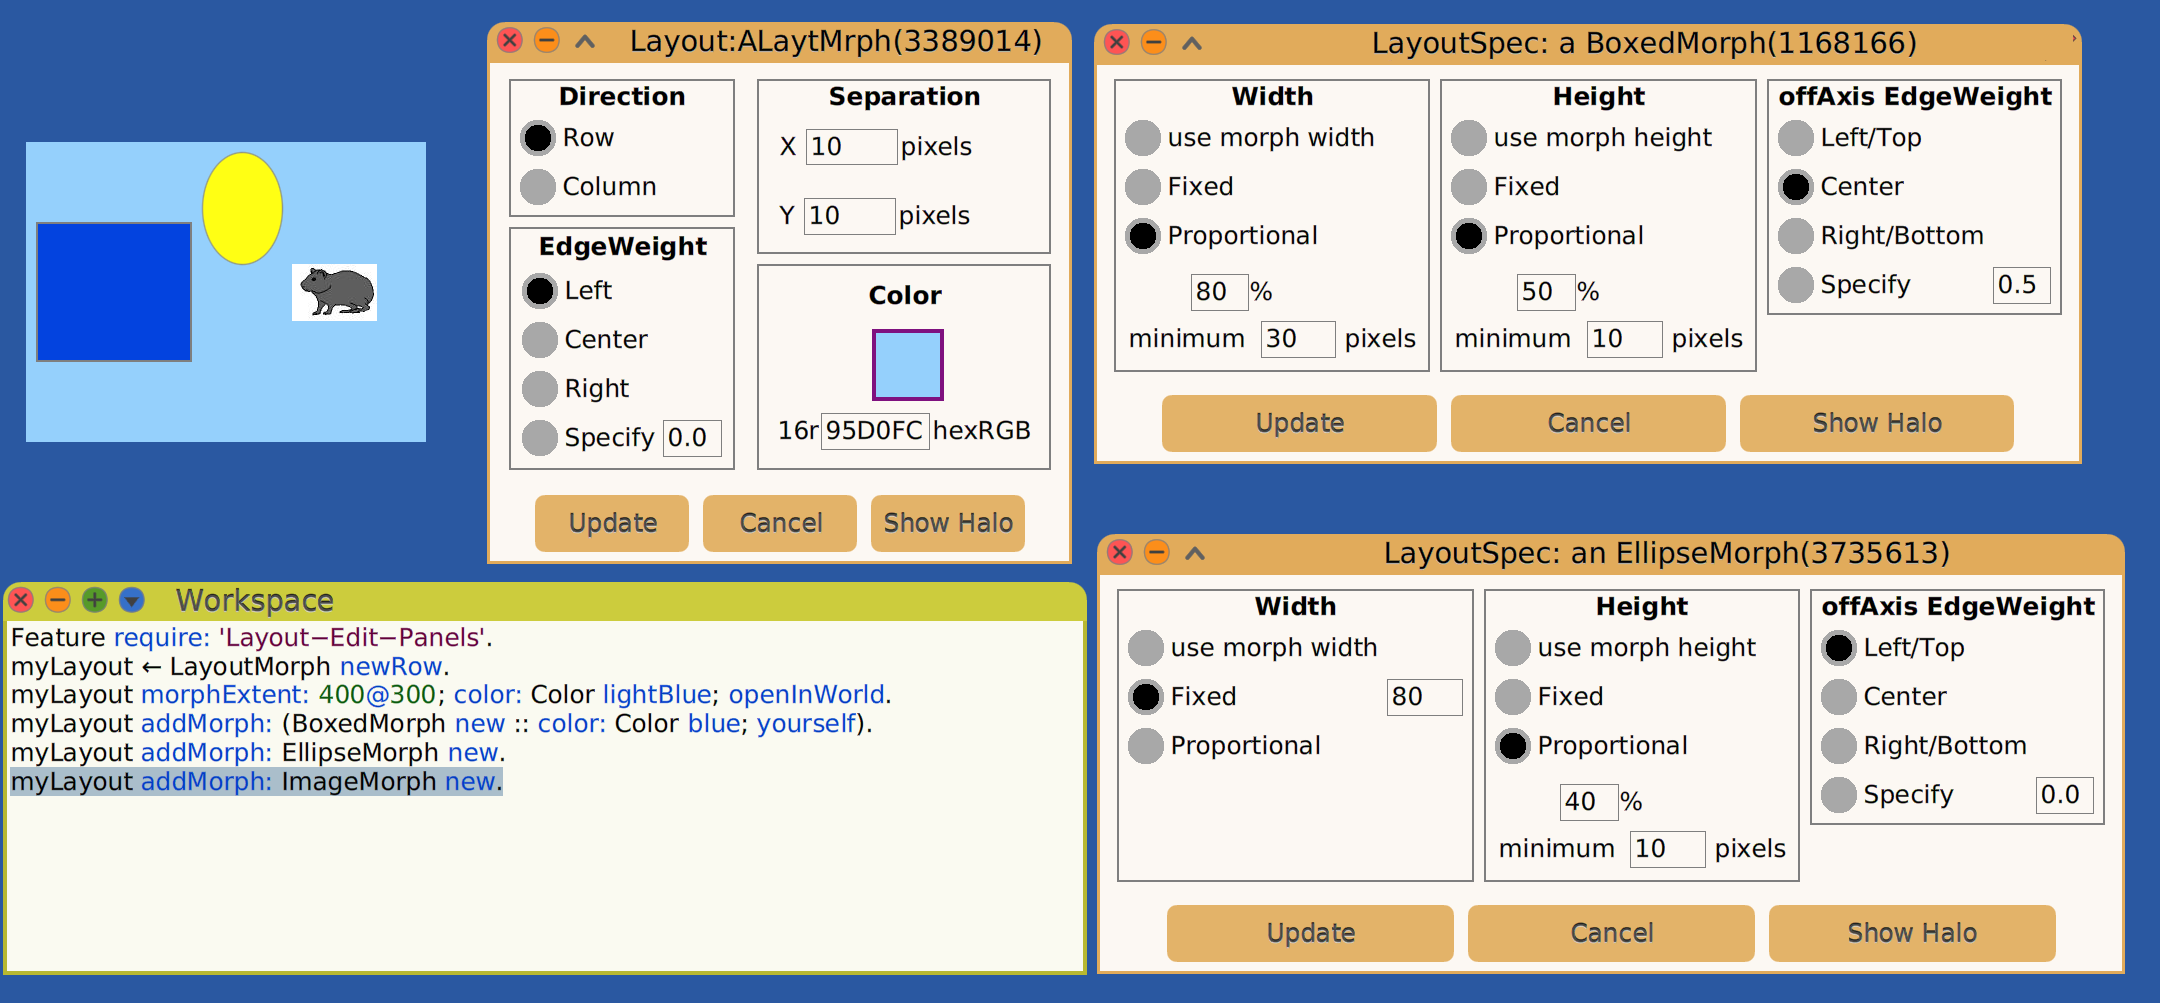 Layout:ALaytMrph(3389014)
Direction
Row
Column
EdgeWeight
Left
Center
Right
Specify 0.0
Separation
X 10 pixels
Y 10 pixels
Color
16r 95D0FC hexRGB
Update Cancel Show Halo
LayoutSpec: a BoxedMorph(1168166)
Width
use morph width
Fixed
Proportional
80 %
minimum 30 pixels
Height
use morph height
Fixed
Proportional
50 %
minimum 10 pixels
offAxis EdgeWeight
Left/Top
Center
Right/Bottom
Specify 0.5
Update Cancel Show Halo
Workspace
Feature require: 'Layout−Edit−Panels'.
myLayout ← LayoutMorph newRow.
myLayout morphExtent: 400@300; color: Color lightBlue; openInWorld.
myLayout addMorph: (BoxedMorph new :: color: Color blue; yourself).
myLayout addMorph: EllipseMorph new.
myLayout addMorph: ImageMorph new.
LayoutSpec: an EllipseMorph(3735613)
Width
use morph width
Fixed 80
Proportional
Height
use morph height
Fixed
Proportional
40 %
minimum 10 pixels
offAxis EdgeWeight
Left/Top
Center
Right/Bottom
Specify 0.0
Update Cancel Show Halo